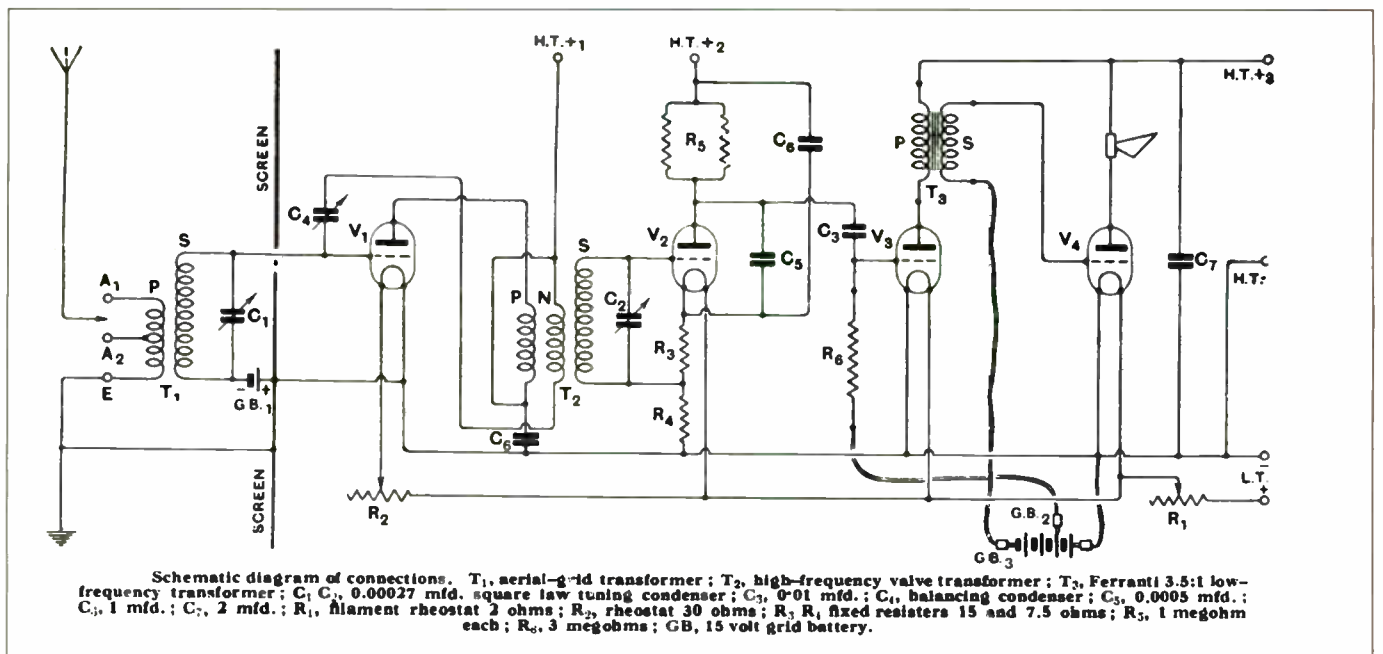 H.T.+1
H.T.+2
H.T.+3
SCREEN
P
S
R5
C6
T3
C4
V1
V2
C3
V3
V4
C5
C7
H.T.-
S
S
A1
P
C1
P
N
C2
A2
R3
R6
E
T1
G.B.1
- +
T2
R4
C6
SCREEN
R2
L.T.
-
+
G.B.2
R1
G.B.3
Schematic diagram of connections. T1, aerial-grid transformer; T2, high-frequency valve transformer; T3, Ferranti 3.5:1 low-
frequency transformer; C1 C2, 0.00027 mfd. square law tuning condenser; C3, 0·01 mfd.; C4, balancing condenser; C5, 0.0005 mfd.;
C6, 1 mfd.; C7, 2 mfd.; R1, filament rheostat 2 ohms; R2, rheostat 30 ohms; R3 R4 fixed resisters 15 and 7.5 ohms; R5, 1 megohm
each; R6, 3 megohms; GB, 15 volt grid battery.